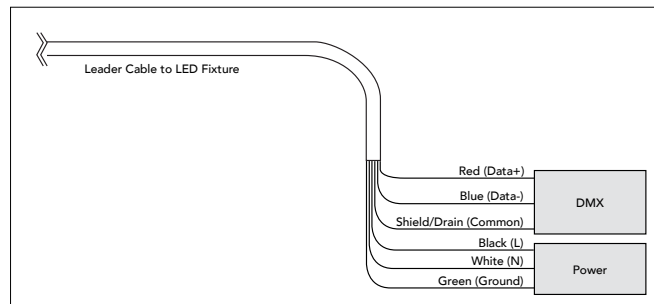 Leader Cable to LED Fixture
Red (Data+)
Blue (Data-)
Shield/Drain (Common)
DMX
Black (L)
White (N)
Green (Ground)
Power